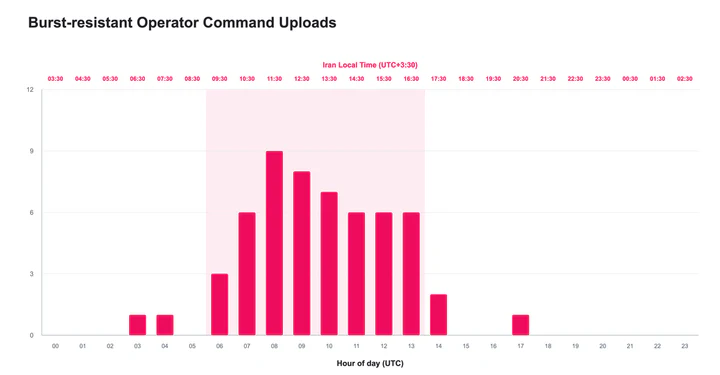 Burst-resistant Operator Command Uploads
Iran Local Time (UTC+3:30)
03:30 04:30 05:30 06:30 07:30 08:30 09:30 10:30 11:30 12:30 13:30 14:30 15:30 16:30 17:30 18:30 19:30 20:30 21:30 22:30 23:30 00:30 01:30 02:30
12
9
6
3
0
00 01 02 03 04 05 06 07 08 09 10 11 12 13 14 15 16 17 18 19 20 21 22 23
Hour of day (UTC)